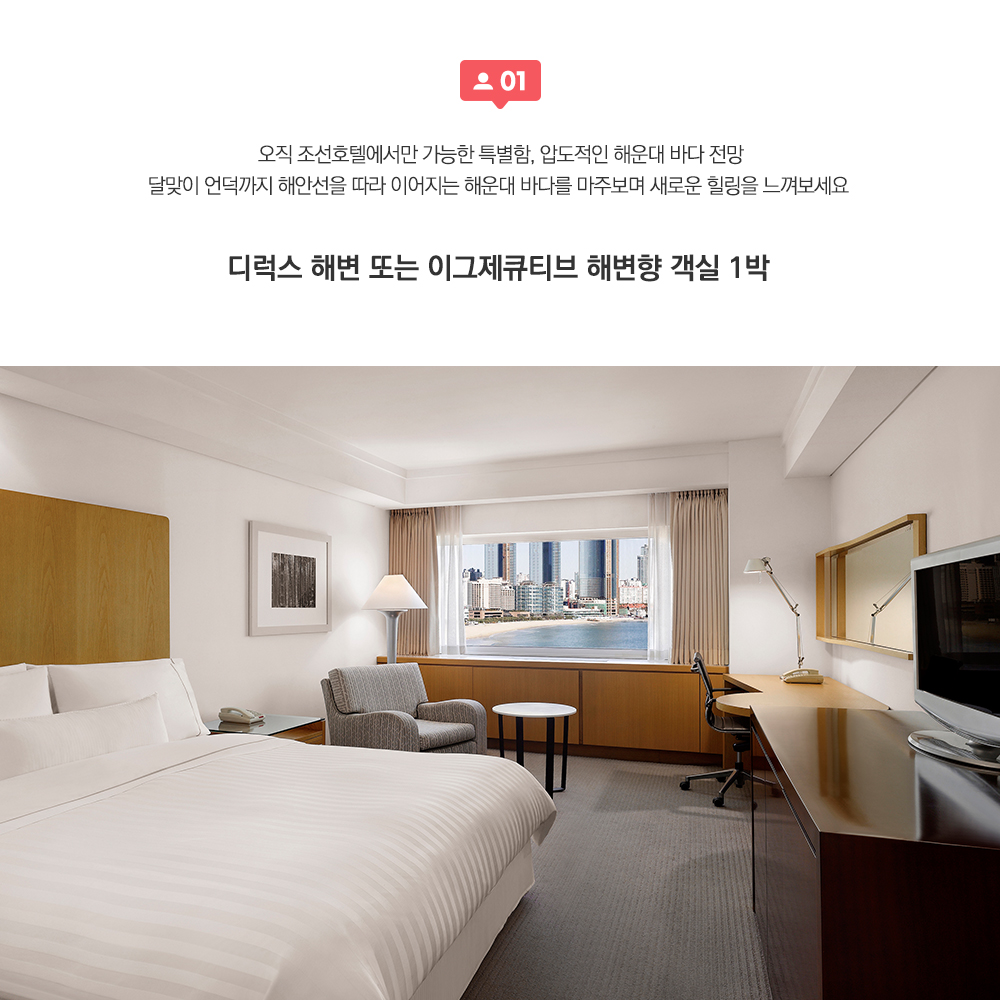 01
오직 조선호텔에서만 가능한 특별함, 압도적인 해운대 바다 전망
달맞이 언덕까지 해안선을 따라 이어지는 해운대 바다를 마주보며 새로운 힐링을 느껴보세요
디럭스 해변 또는 이그제큐티브 해변향 객실 1박